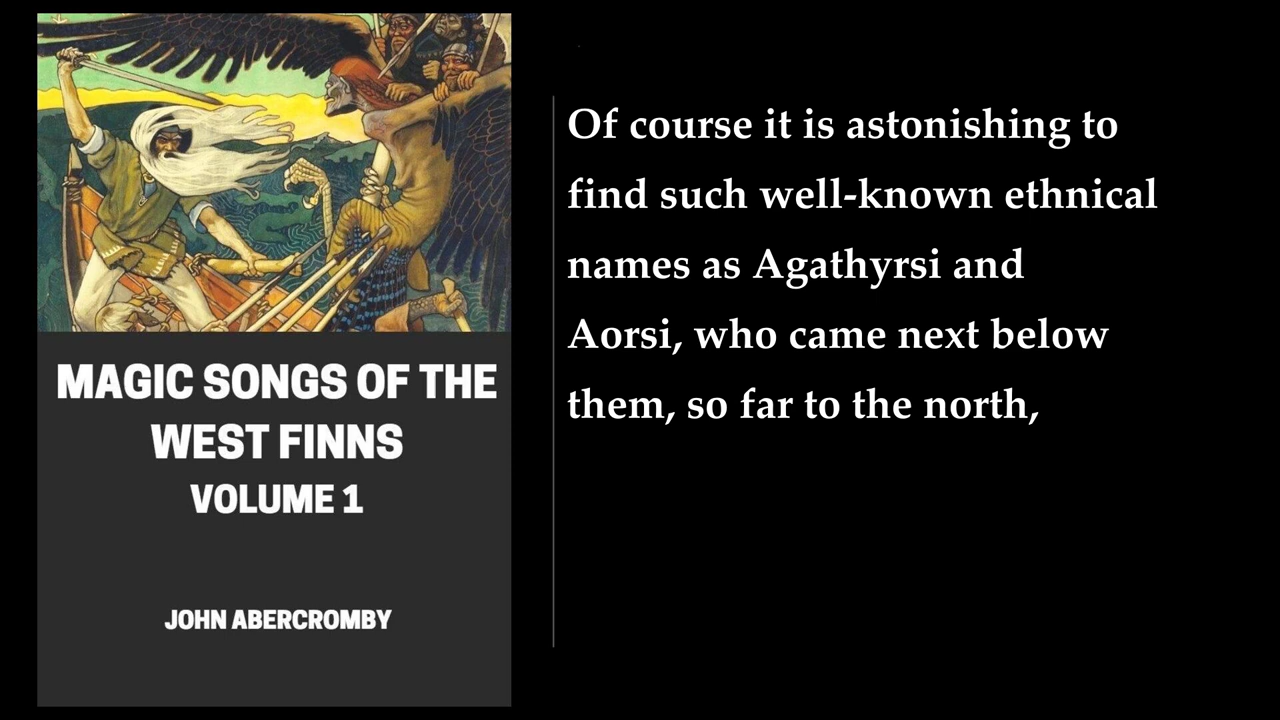 MAGIC SONGS OF THE
WEST FINNS
VOLUME 1
JOHN ABERCROMBY
Of course it is astonishing to
find such well-known ethnical
names as Agathyrsi and
Aorsi, who came next below
them, so far to the north,